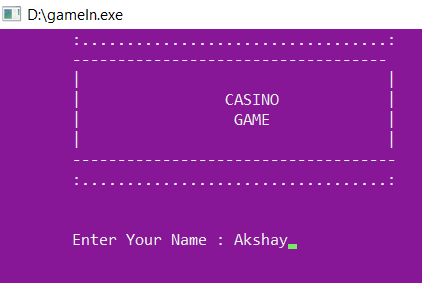 D:\gameIn.exe
:..................................:
-----------------------------------
|                                  |
|                CASINO            |
|                 GAME             |
|                                  |
------------------------------------
:..................................:
Enter Your Name : Akshay